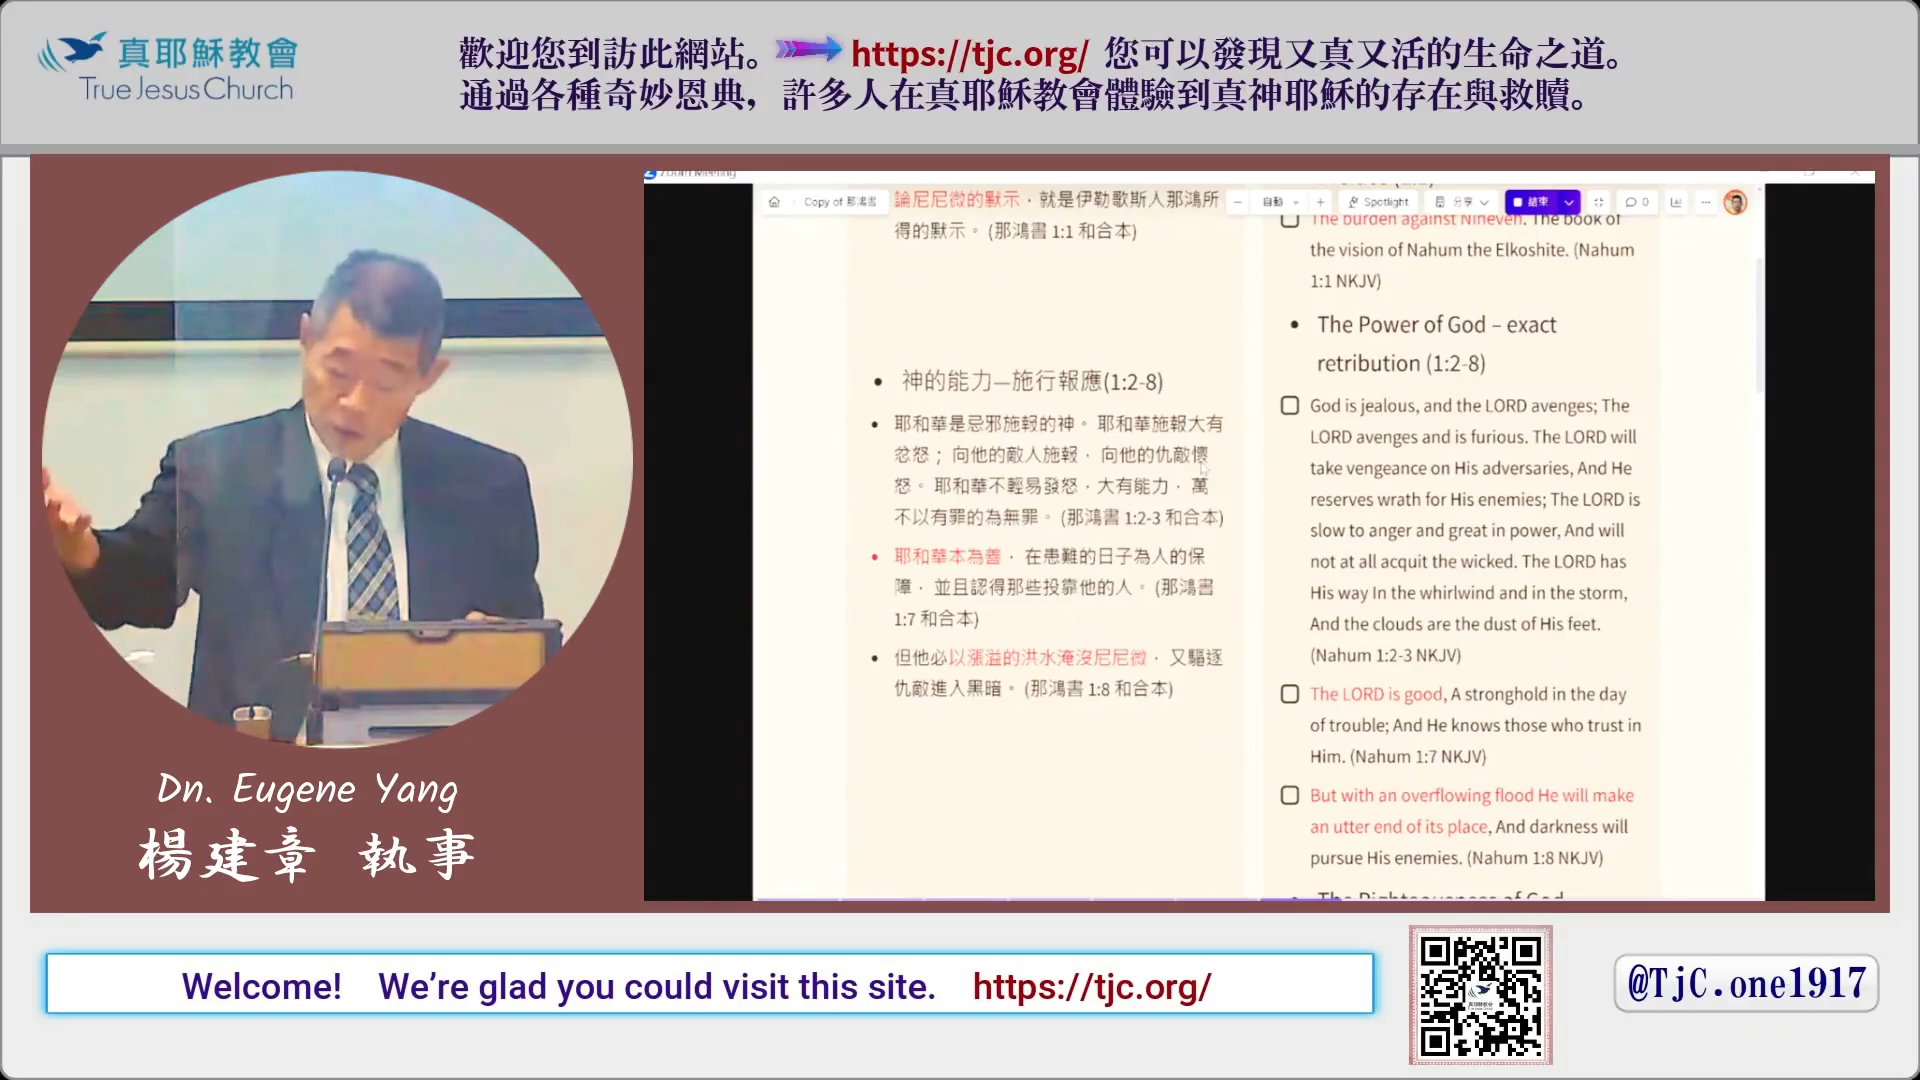 真耶穌教會
True Jesus Church
歡迎您到訪此網站。 https://tjc.org/ 您可以發現又真又活的生命之道。
通過各種奇妙恩典，許多人在真耶穌教會體驗到真神耶穌的存在與救贖。
Zoom Meeting
Copy of 那鴻書
自動
Spotlight
分享
結束
0
論尼尼微的默示，就是伊勒歌斯人那鴻所
得的默示。 (那鴻書 1:1 和合本)
• 神的能力—施行報應(1:2-8)
• 耶和華是忌邪施報的神。 耶和華施報大有
忿怒； 向他的敵人施報， 向他的仇敵懷
怒。 耶和華不輕易發怒，大有能力， 萬
不以有罪的為無罪。 (那鴻書 1:2-3 和合本)
• 耶和華本為善， 在患難的日子為人的保
障， 並且認得那些投靠他的人。 (那鴻書
1:7 和合本)
• 但他必以漲溢的洪水淹沒尼尼微， 又驅逐
仇敵進入黑暗。 (那鴻書 1:8 和合本)
The burden against Nineveh. The book of
the vision of Nahum the Elkoshite. (Nahum
1:1 NKJV)
• The Power of God – exact
retribution (1:2-8)
God is jealous, and the LORD avenges; The
LORD avenges and is furious. The LORD will
take vengeance on His adversaries, And He
reserves wrath for His enemies; The LORD is
slow to anger and great in power, And will
not at all acquit the wicked. The LORD has
His way In the whirlwind and in the storm,
And the clouds are the dust of His feet.
(Nahum 1:2-3 NKJV)
The LORD is good, A stronghold in the day
of trouble; And He knows those who trust in
Him. (Nahum 1:7 NKJV)
But with an overflowing flood He will make
an utter end of its place, And darkness will
pursue His enemies. (Nahum 1:8 NKJV)
• The Righteousness of God
Dn. Eugene Yang
楊建章 執事
Welcome! We’re glad you could visit this site. https://tjc.org/
@TjC.one1917